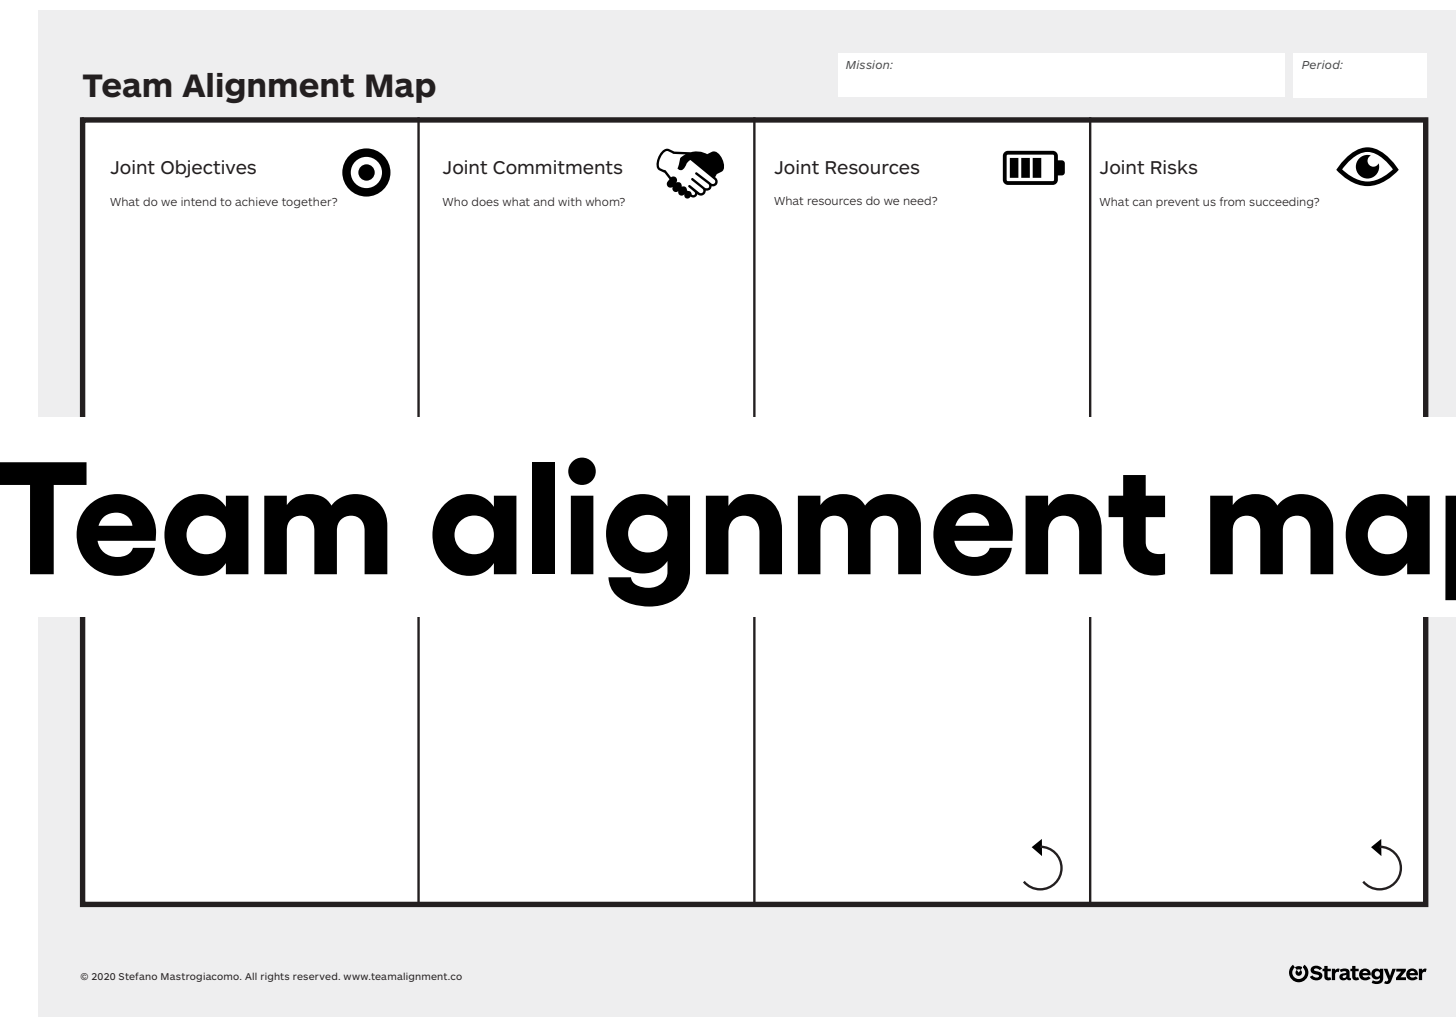 Mission:
Period:
Team Alignment Map
Joint Objectives
What do we intend to achieve together?
Joint Commitments
Who does what and with whom?
Joint Resources
What resources do we need?
Joint Risks
What can prevent us from succeeding?
Team alignment map
© 2020 Stefano Mastrogiacomo. All rights reserved. www.teamalignment.co
Strategyzer